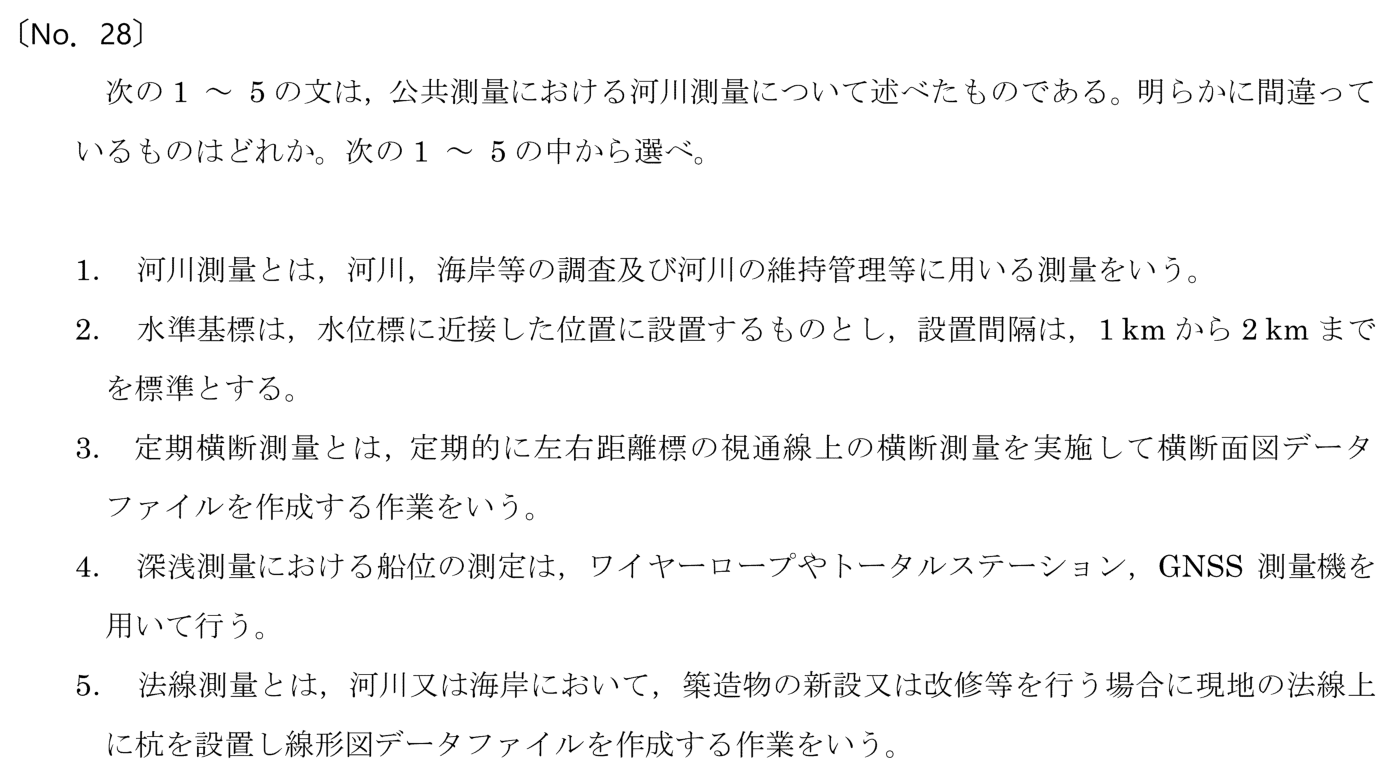 〔No. 28〕
次の 1 ～ 5 の文は，公共測量における河川測量について述べたものである。明らかに間違って
いるものはどれか。次の 1 ～ 5 の中から選べ。
1. 河川測量とは，河川，海岸等の調査及び河川の維持管理等に用いる測量をいう。
2. 水準基標は，水位標に近接した位置に設置するものとし，設置間隔は，1 km から 2 km まで
を標準とする。
3. 定期横断測量とは，定期的に左右距離標の視通線上の横断測量を実施して横断面図データ
ファイルを作成する作業をいう。
4. 深浅測量における船位の測定は，ワイヤーロープやトータルステーション，GNSS 測量機を
用いて行う。
5. 法線測量とは，河川又は海岸において，築造物の新設又は改修等を行う場合に現地の法線上
に杭を設置し線形図データファイルを作成する作業をいう。